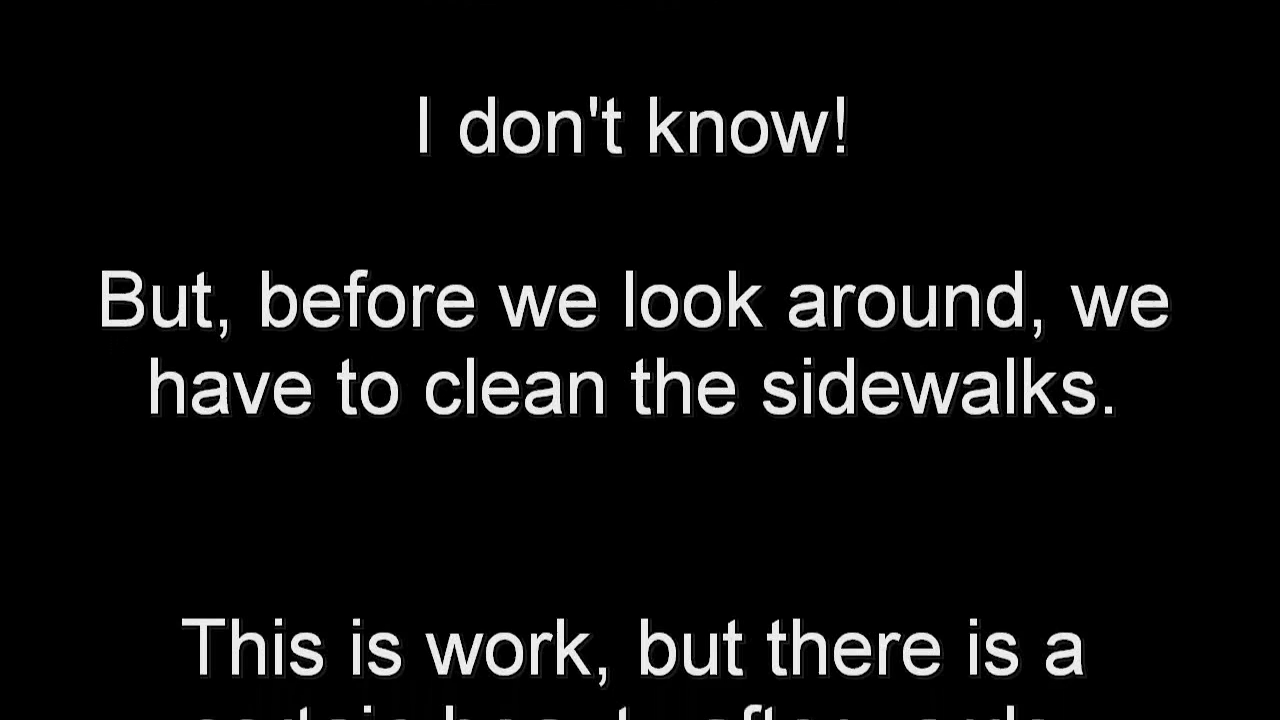 I don't know!
But, before we look around, we
have to clean the sidewalks.
This is work, but there is a